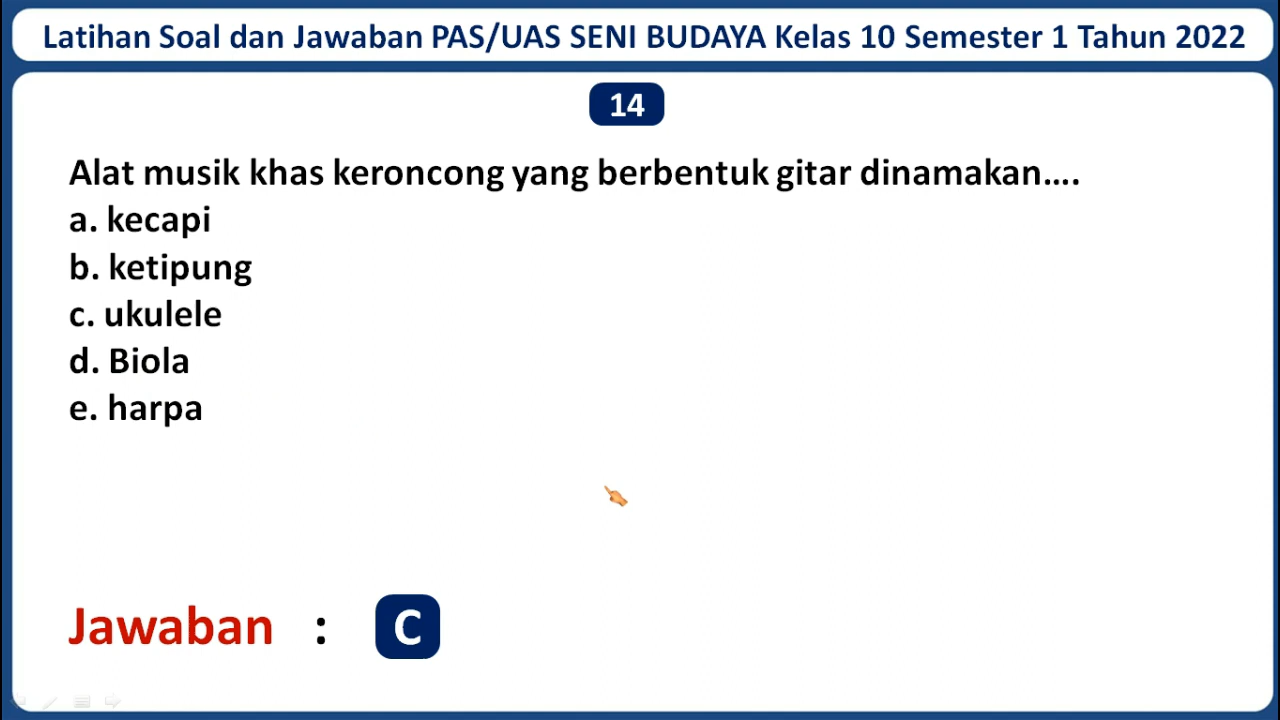 Latihan Soal dan Jawaban PAS/UAS SENI BUDAYA Kelas 10 Semester 1 Tahun 2022
14
Alat musik khas keroncong yang berbentuk gitar dinamakan....
a. kecapi
b. ketipung
c. ukulele
d. Biola
e. harpa
Jawaban : C